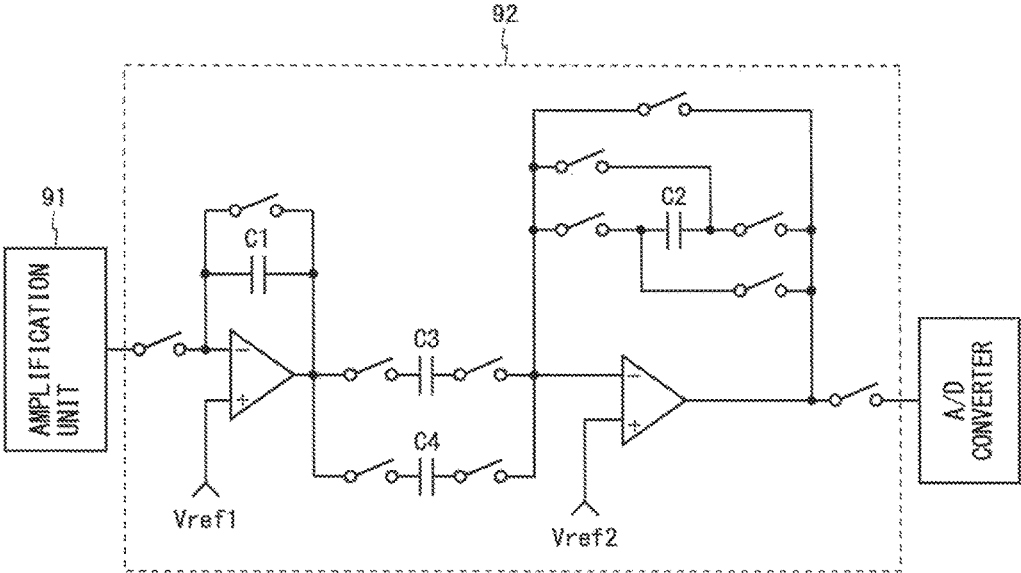 92
91
AMPLIFICATION
UNIT
C1
C2
C3
C4
−
+
Vref1
−
+
Vref2
A/D
CONVERTER